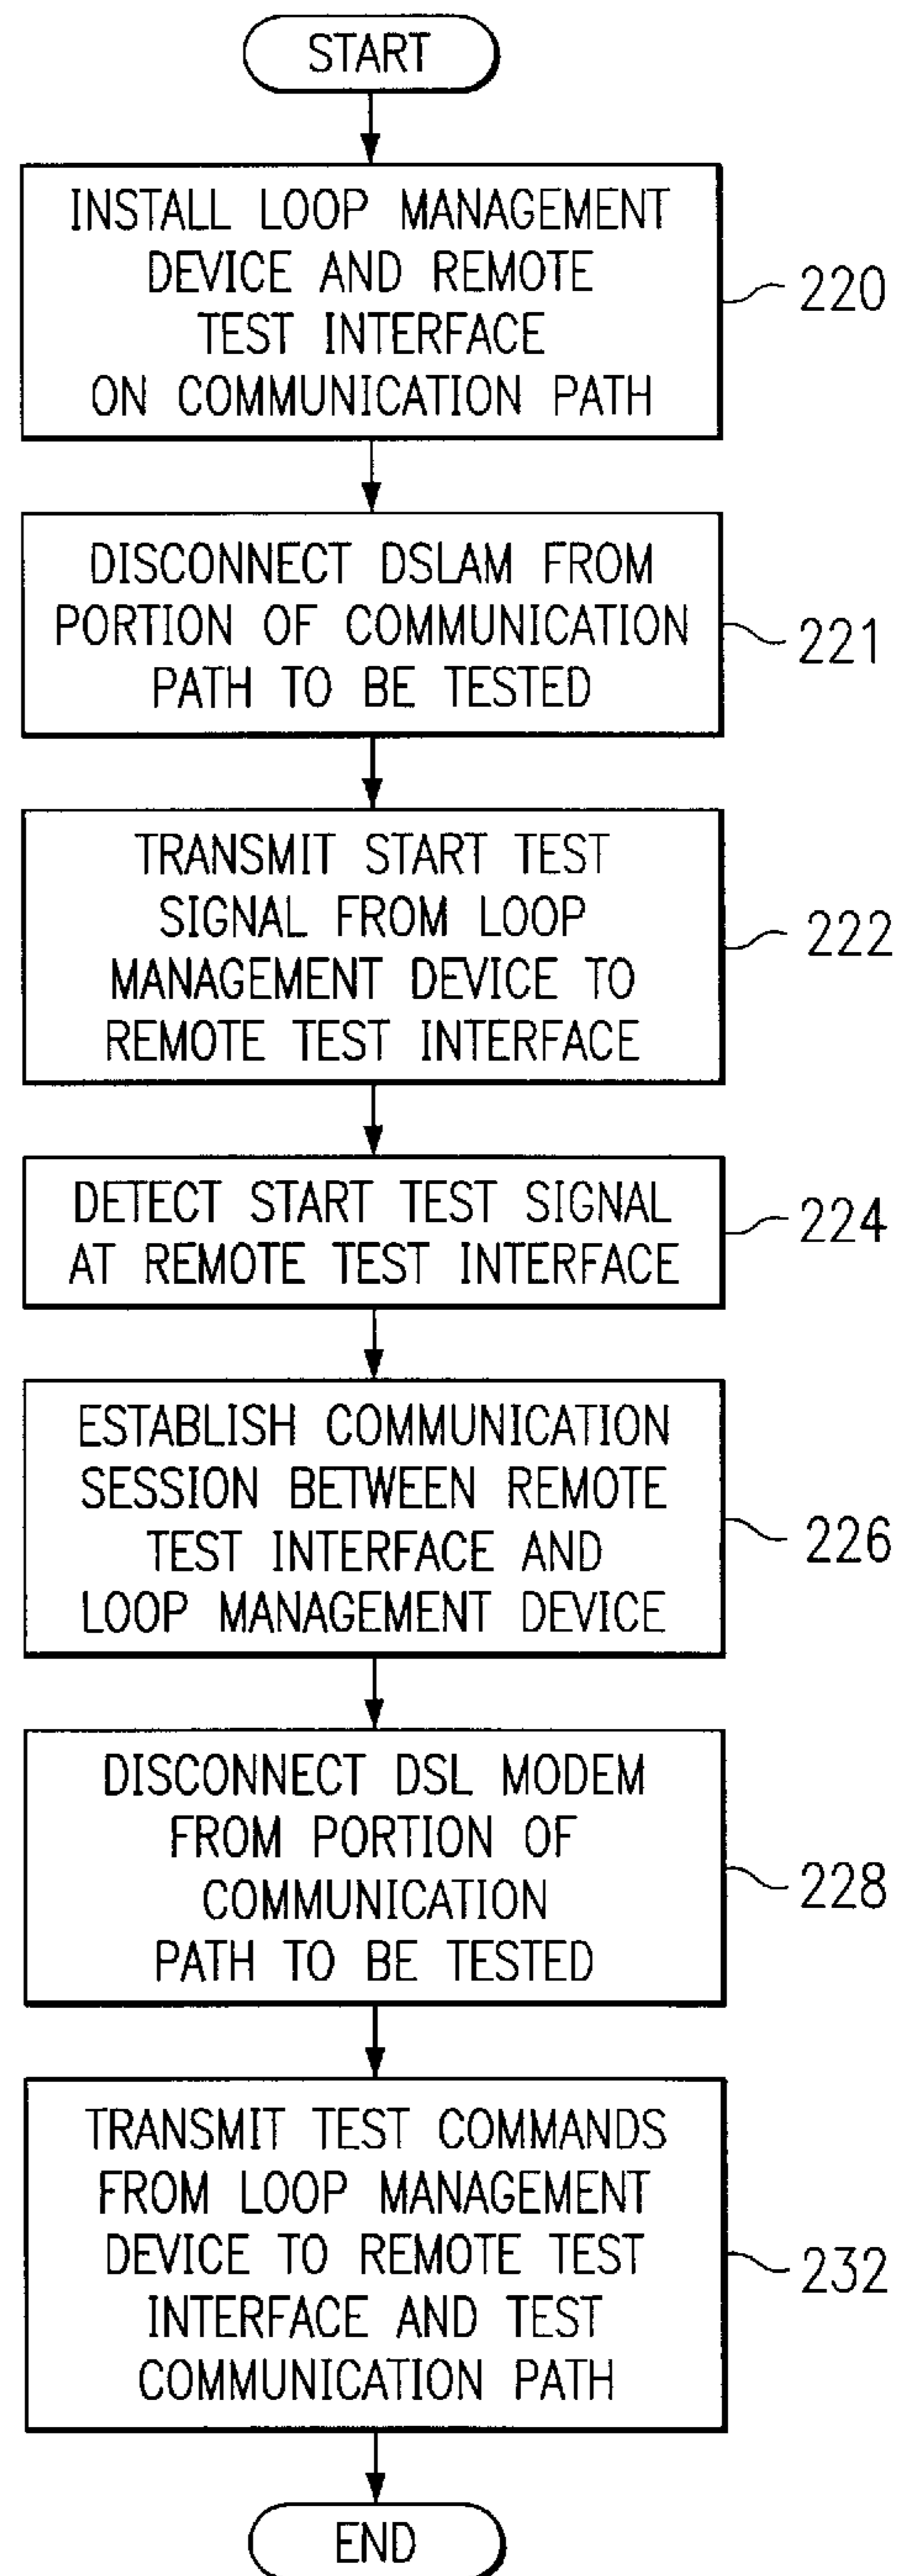 START
INSTALL LOOP MANAGEMENT
DEVICE AND REMOTE
TEST INTERFACE
ON COMMUNICATION PATH
220
DISCONNECT DSLAM FROM
PORTION OF COMMUNICATION
PATH TO BE TESTED
221
TRANSMIT START TEST
SIGNAL FROM LOOP
MANAGEMENT DEVICE TO
REMOTE TEST INTERFACE
222
DETECT START TEST SIGNAL
AT REMOTE TEST INTERFACE
224
ESTABLISH COMMUNICATION
SESSION BETWEEN REMOTE
TEST INTERFACE AND
LOOP MANAGEMENT DEVICE
226
DISCONNECT DSL MODEM
FROM PORTION OF
COMMUNICATION
PATH TO BE TESTED
228
TRANSMIT TEST COMMANDS
FROM LOOP MANAGEMENT
DEVICE TO REMOTE TEST
INTERFACE AND TEST
COMMUNICATION PATH
232
END